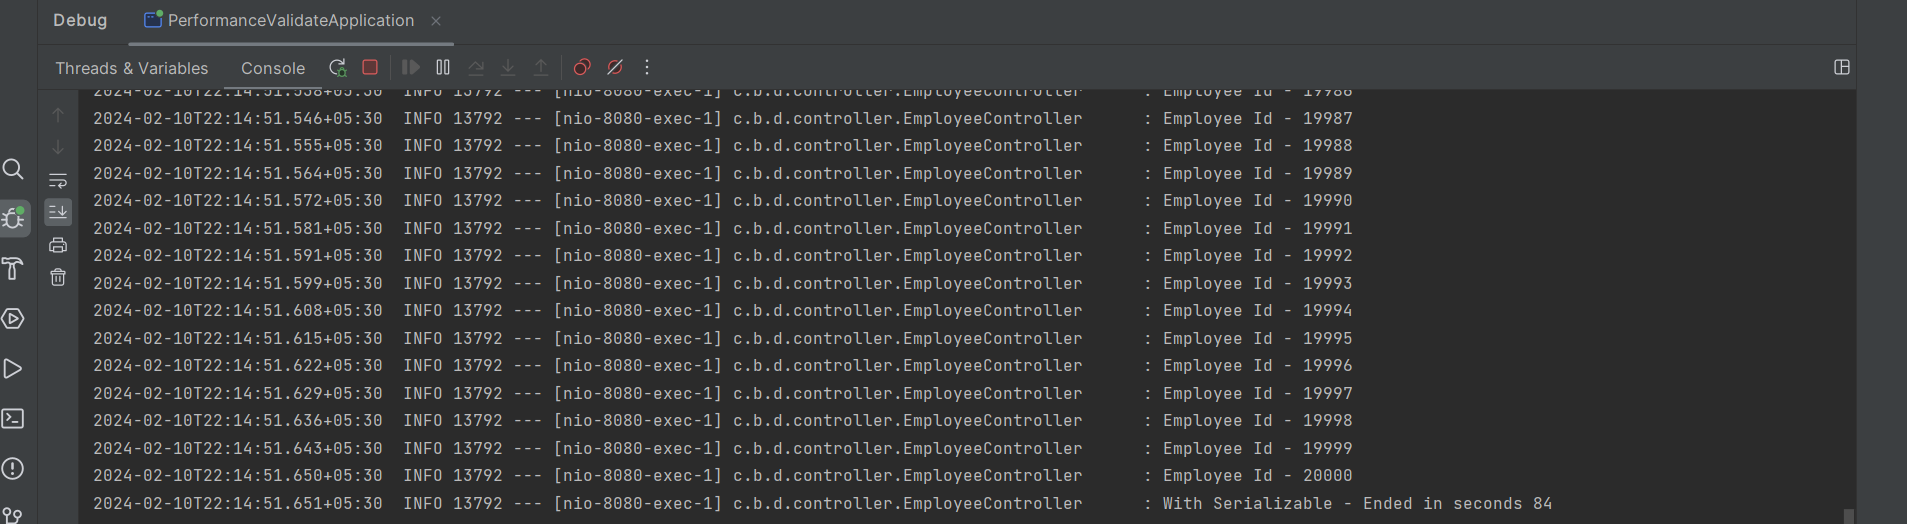 Debug PerformanceValidateApplication
Threads & Variables Console
2024-02-10T22:14:51.538+05:30 INFO 13792 --- [nio-8080-exec-1] c.b.d.controller.EmployeeController : Employee Id - 19986
2024-02-10T22:14:51.546+05:30 INFO 13792 --- [nio-8080-exec-1] c.b.d.controller.EmployeeController : Employee Id - 19987
2024-02-10T22:14:51.555+05:30 INFO 13792 --- [nio-8080-exec-1] c.b.d.controller.EmployeeController : Employee Id - 19988
2024-02-10T22:14:51.564+05:30 INFO 13792 --- [nio-8080-exec-1] c.b.d.controller.EmployeeController : Employee Id - 19989
2024-02-10T22:14:51.572+05:30 INFO 13792 --- [nio-8080-exec-1] c.b.d.controller.EmployeeController : Employee Id - 19990
2024-02-10T22:14:51.581+05:30 INFO 13792 --- [nio-8080-exec-1] c.b.d.controller.EmployeeController : Employee Id - 19991
2024-02-10T22:14:51.591+05:30 INFO 13792 --- [nio-8080-exec-1] c.b.d.controller.EmployeeController : Employee Id - 19992
2024-02-10T22:14:51.599+05:30 INFO 13792 --- [nio-8080-exec-1] c.b.d.controller.EmployeeController : Employee Id - 19993
2024-02-10T22:14:51.608+05:30 INFO 13792 --- [nio-8080-exec-1] c.b.d.controller.EmployeeController : Employee Id - 19994
2024-02-10T22:14:51.615+05:30 INFO 13792 --- [nio-8080-exec-1] c.b.d.controller.EmployeeController : Employee Id - 19995
2024-02-10T22:14:51.622+05:30 INFO 13792 --- [nio-8080-exec-1] c.b.d.controller.EmployeeController : Employee Id - 19996
2024-02-10T22:14:51.629+05:30 INFO 13792 --- [nio-8080-exec-1] c.b.d.controller.EmployeeController : Employee Id - 19997
2024-02-10T22:14:51.636+05:30 INFO 13792 --- [nio-8080-exec-1] c.b.d.controller.EmployeeController : Employee Id - 19998
2024-02-10T22:14:51.643+05:30 INFO 13792 --- [nio-8080-exec-1] c.b.d.controller.EmployeeController : Employee Id - 19999
2024-02-10T22:14:51.650+05:30 INFO 13792 --- [nio-8080-exec-1] c.b.d.controller.EmployeeController : Employee Id - 20000
2024-02-10T22:14:51.651+05:30 INFO 13792 --- [nio-8080-exec-1] c.b.d.controller.EmployeeController : With Serializable - Ended in seconds 84